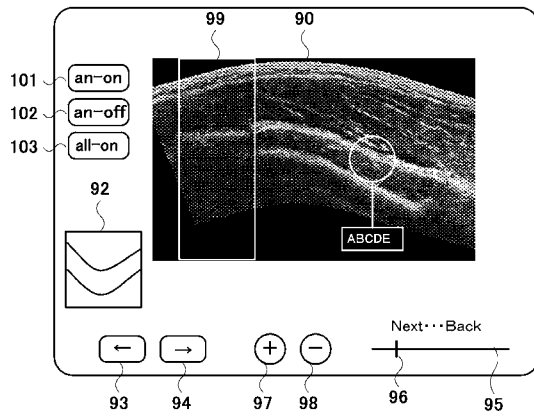 99 90
101 an-on
102 an-off
103 all-on
92
ABCDE
Next···Back
← → + −
93 94 97 98 96 95